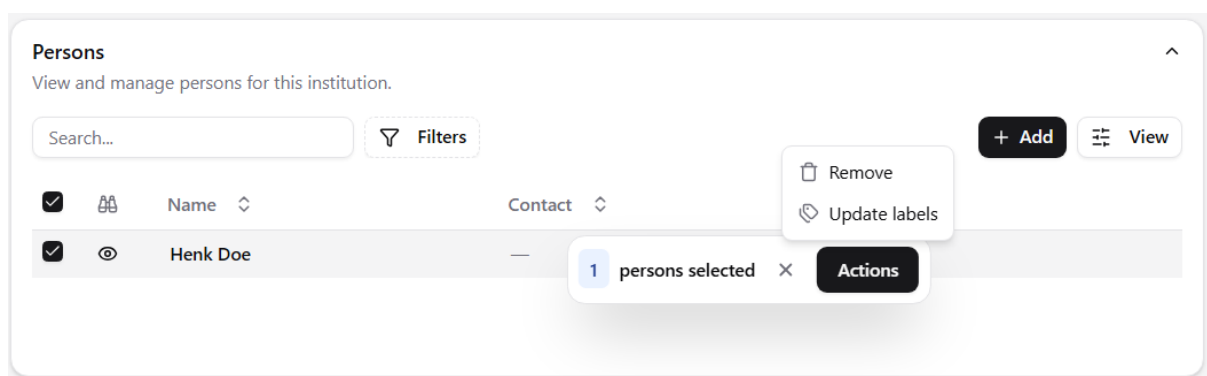 Persons
View and manage persons for this institution.
Search...
Filters
+ Add
View
Remove
Update labels
Name
Contact
Henk Doe
—
1 persons selected
Actions